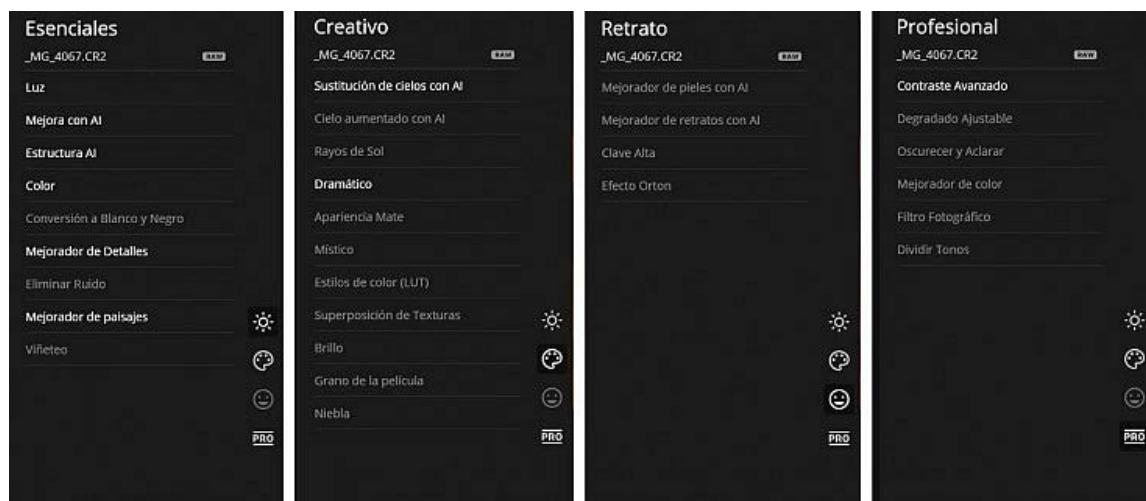 Esenciales
_MG_4067.CR2 RAW
Luz
Mejora con AI
Estructura AI
Color
Conversión a Blanco y Negro
Mejorador de Detalles
Eliminar Ruido
Mejorador de paisajes
Viñeteo
PRO
Creativo
_MG_4067.CR2 RAW
Sustitución de cielos con AI
Cielo aumentado con AI
Rayos de Sol
Dramático
Apariencia Mate
Místico
Estilos de color (LUT)
Superposición de Texturas
Brillo
Grano de la película
Niebla
PRO
Retrato
_MG_4067.CR2 RAW
Mejorador de pieles con AI
Mejorador de retratos con AI
Clave Alta
Efecto Orton
PRO
Profesional
_MG_4067.CR2 RAW
Contraste Avanzado
Degradado Ajustable
Oscurecer y Aclarar
Mejorador de color
Filtro Fotográfico
Dividir Tonos
PRO